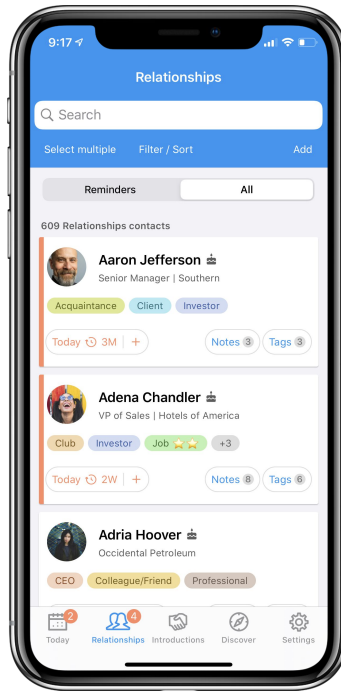 9:17
Relationships
Search
Select multiple Filter / Sort Add
Reminders All
609 Relationships contacts
Aaron Jefferson
Senior Manager | Southern
Acquaintance Client Investor
Today 3M + Notes 3 Tags 3
Adena Chandler
VP of Sales | Hotels of America
Club Investor Job ⭐⭐ +3
Today 2W + Notes 8 Tags 6
Adria Hoover
Occidental Petroleum
CEO Colleague/Friend Professional
2 4
Today Relationships Introductions Discover Settings